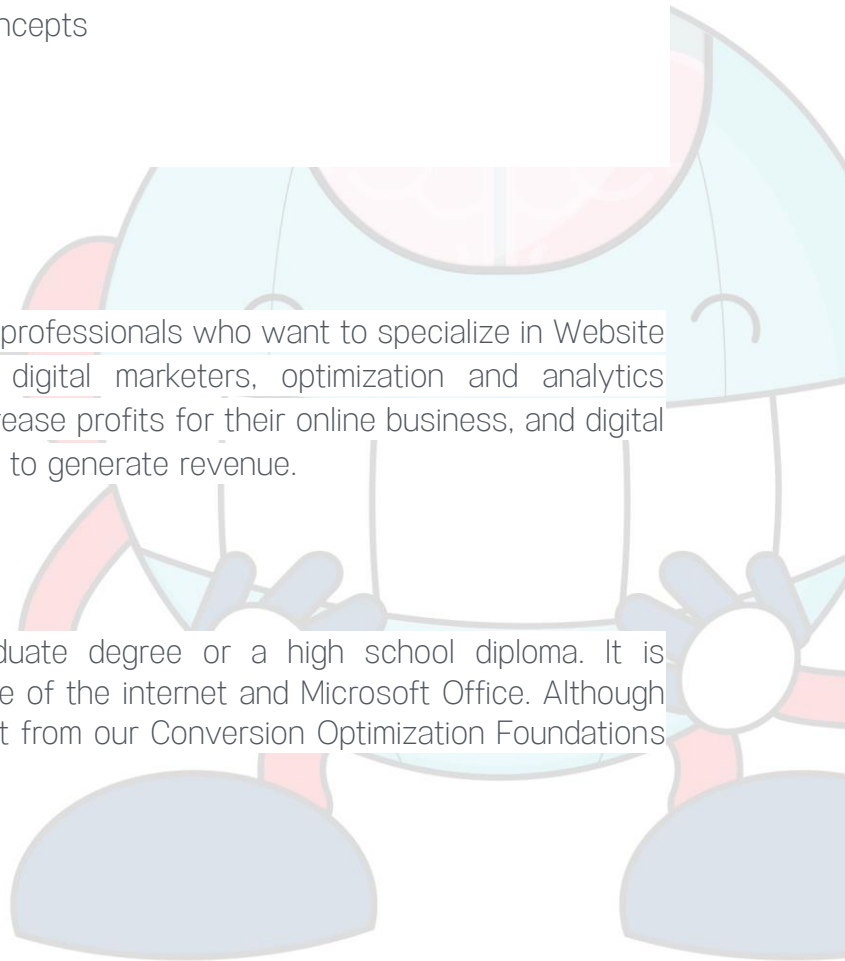 ncepts
professionals who want to specialize in Website
digital marketers, optimization and analytics
ease profits for their online business, and digital
to generate revenue.
duate degree or a high school diploma. It is
e of the internet and Microsoft Office. Although
t from our Conversion Optimization Foundations